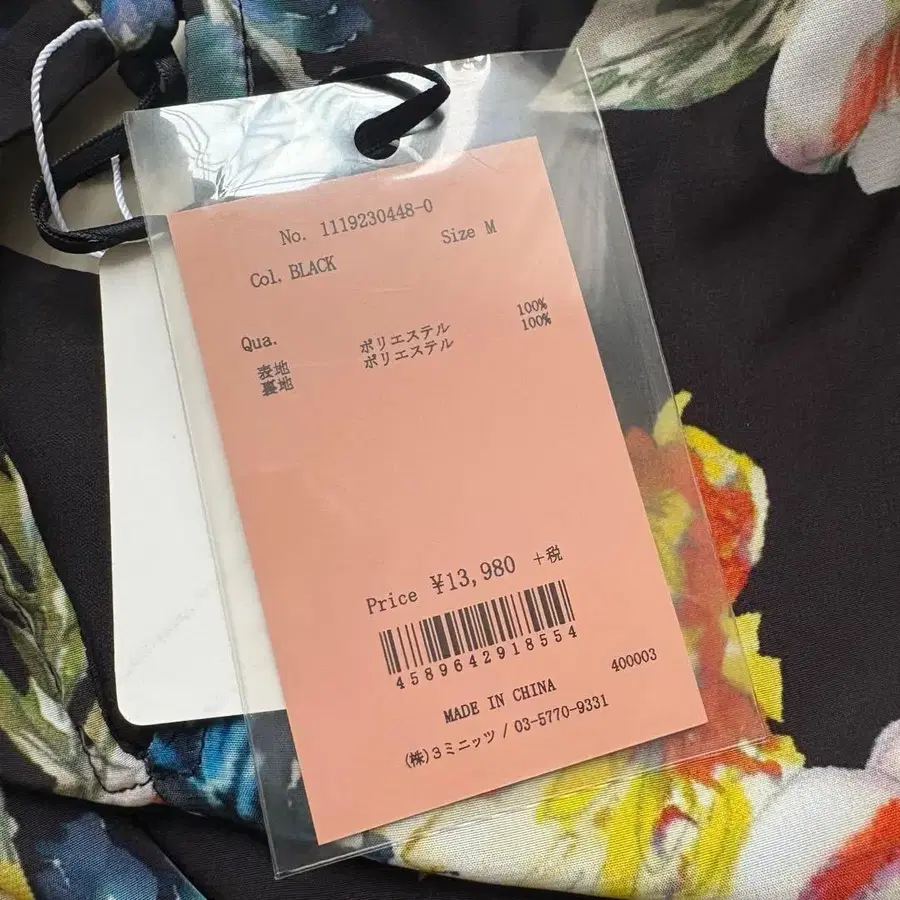 No. 1119230448-0
Col. BLACK Size M
Qua.
表地 ポリエステル 100%
裏地 ポリエステル 100%
Price ¥13,980 +税
4589642918554
400003
MADE IN CHINA
(株)3ミニッツ / 03-5770-9331